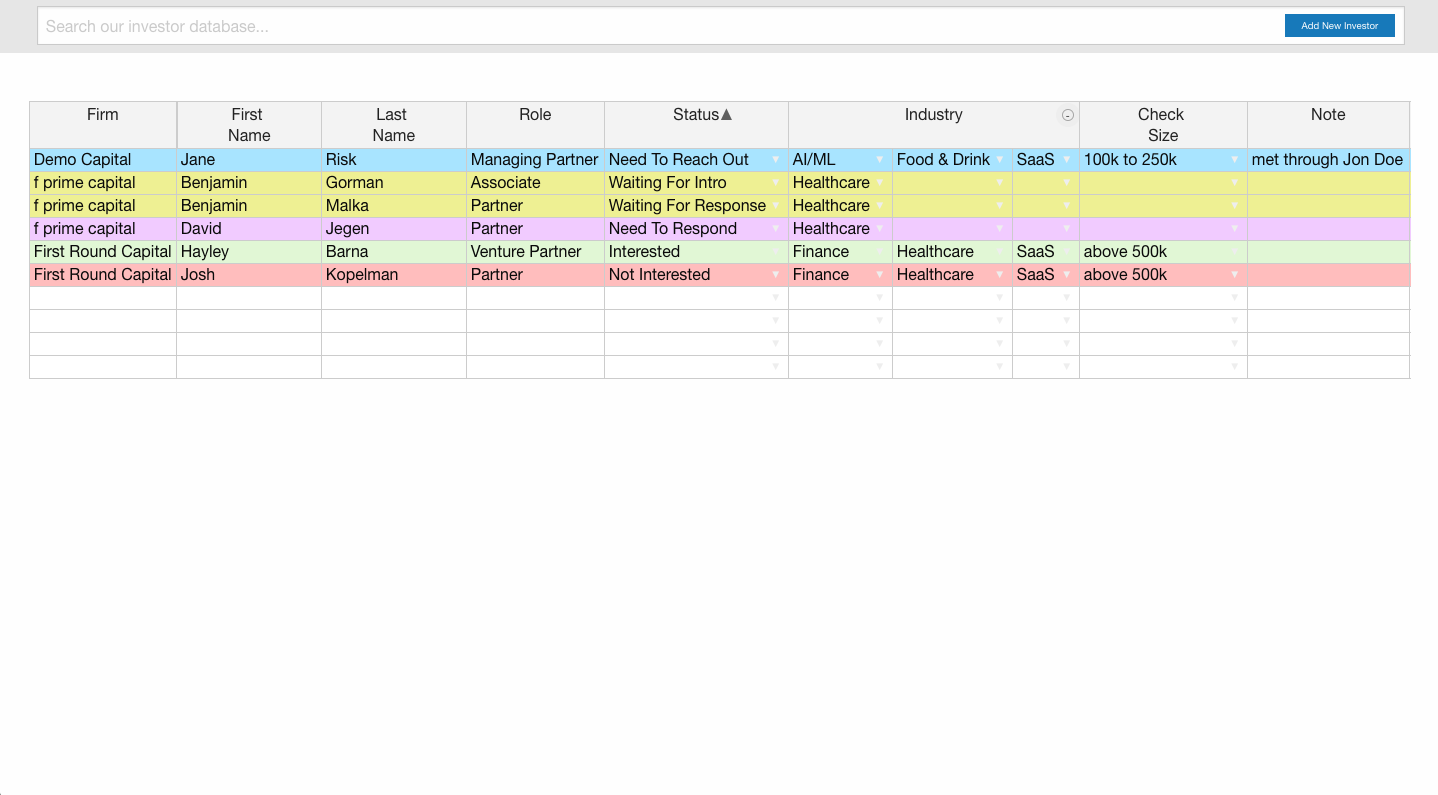 Search our investor database...
Add New Investor
Firm First Name Last Name Role Status▲ Industry Check Size Note
Demo Capital Jane Risk Managing Partner Need To Reach Out AI/ML Food & Drink SaaS 100k to 250k met through Jon Doe
f prime capital Benjamin Gorman Associate Waiting For Intro Healthcare
f prime capital Benjamin Malka Partner Waiting For Response Healthcare
f prime capital David Jegen Partner Need To Respond Healthcare
First Round Capital Hayley Barna Venture Partner Interested Finance Healthcare SaaS above 500k
First Round Capital Josh Kopelman Partner Not Interested Finance Healthcare SaaS above 500k